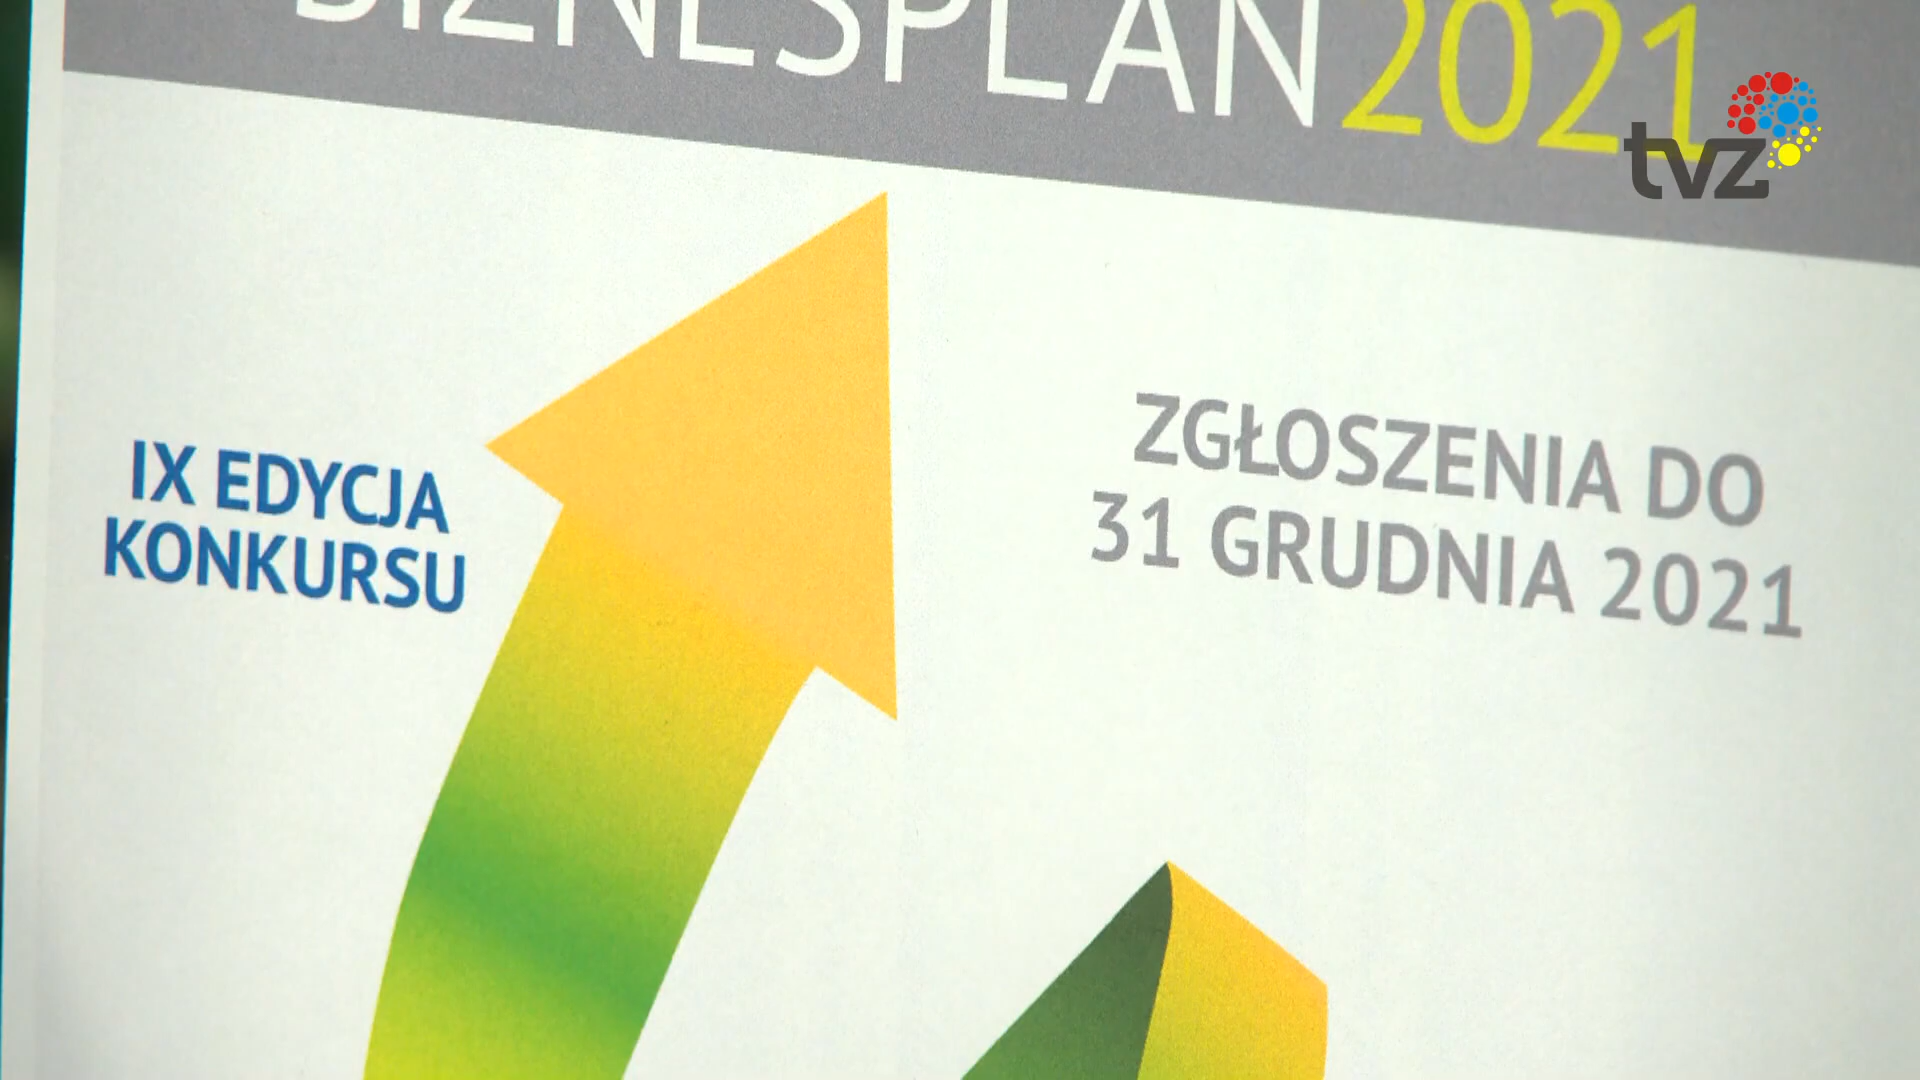 BIZNESPLAN 2021
tvz
IX EDYCJA
KONKURSU
ZGŁOSZENIA DO
31 GRUDNIA 2021